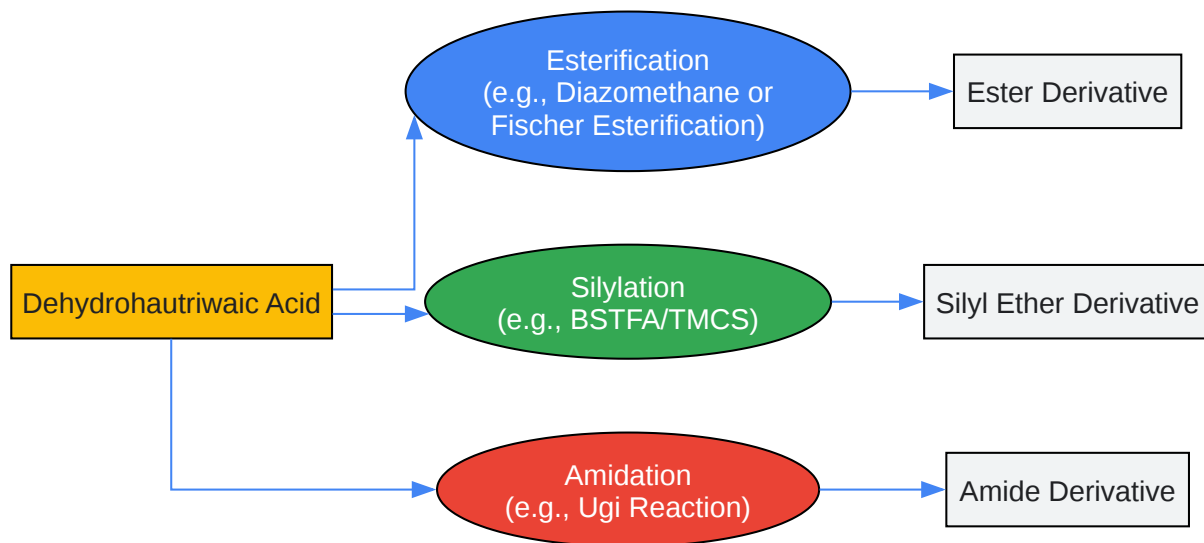 Esterification
(e.g., Diazomethane or
Fischer Esterification)
Ester Derivative
Dehydrohautriwaic Acid
Silylation
(e.g., BSTFA/TMCS)
Silyl Ether Derivative
Amidation
(e.g., Ugi Reaction)
Amide Derivative